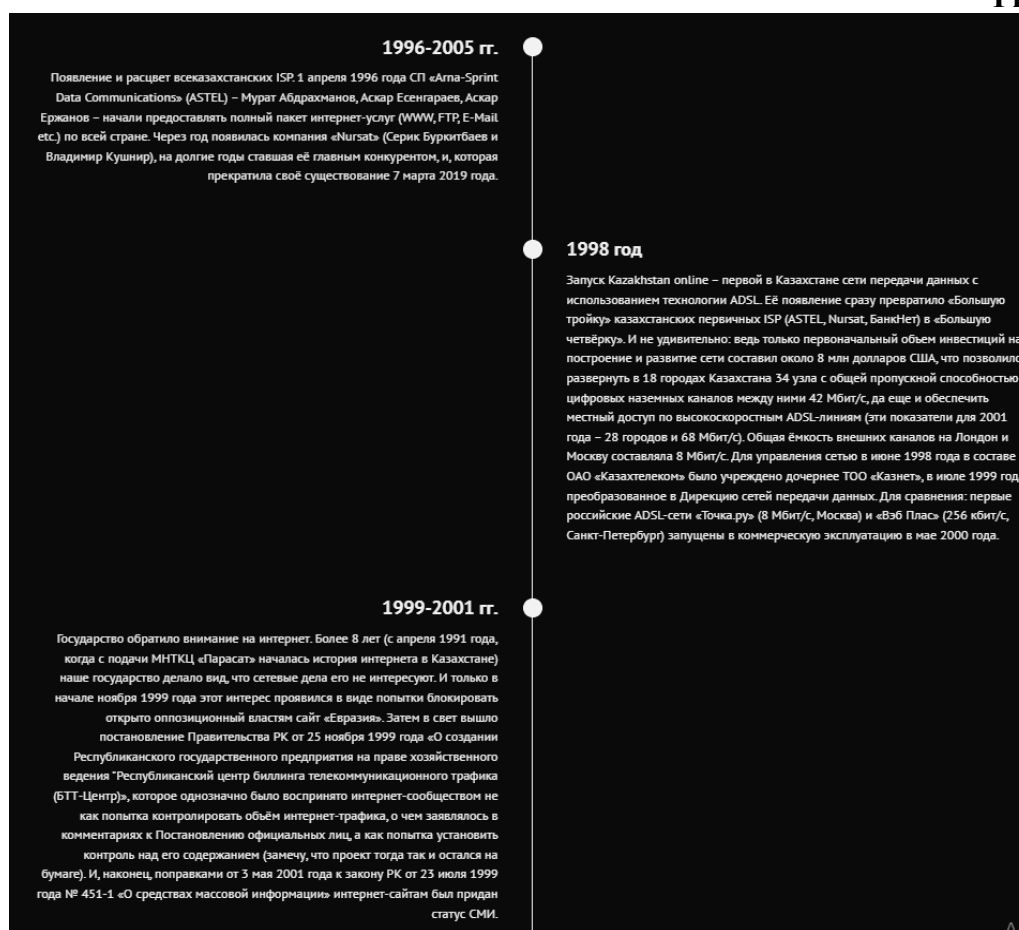 1996-2005 гг.
Появление и расцвет всеказахстанских ISP. 1 апреля 1996 года СП «Arna-Sprint
Data Communications» (ASTEL) – Мурат Абдрахманов, Аскар Есенгараев, Аскар
Ержанов – начали предоставлять полный пакет интернет-услуг (WWW, FTP, E-Mail
etc.) по всей стране. Через год появилась компания «Nursat» (Серик Буркитбаев и
Владимир Кушнир), на долгие годы ставшая её главным конкурентом, и, которая
прекратила своё существование 7 марта 2019 года.
1998 год
Запуск Kazakhstan online – первой в Казахстане сети передачи данных с
использованием технологии ADSL. Её появление сразу превратило «Большую
тройку» казахстанских первичных ISP (ASTEL, Nursat, БанкНет) в «Большую
четвёрку». И не удивительно: ведь только первоначальный объем инвестиций на
построение и развитие сети составил около 8 млн долларов США, что позволило
развернуть в 18 городах Казахстана 34 узла с общей пропускной способностью
цифровых наземных каналов между ними 42 Мбит/с, да еще и обеспечить
местный доступ по высокоскоростным ADSL-линиям (эти показатели для 2001
года – 28 городов и 68 Мбит/с). Общая ёмкость внешних каналов на Лондон и
Москву составляла 8 Мбит/с. Для управления сетью в июне 1998 года в составе
ОАО «Казахтелеком» было учреждено дочернее ТОО «Казнет», в июле 1999 год
преобразованное в Дирекцию сетей передачи данных. Для сравнения: первые
российские ADSL-сети «Точка.ру» (8 Мбит/с, Москва) и «Вэб Плас» (256 кбит/с,
Санкт-Петербург) запущены в коммерческую эксплуатацию в мае 2000 года.
1999-2001 гг.
Государство обратило внимание на интернет. Более 8 лет (с апреля 1991 года,
когда с подачи МНТКЦ «Парасат» началась история интернета в Казахстане)
наше государство делало вид, что сетевые дела его не интересуют. И только в
начале ноября 1999 года этот интерес проявился в виде попытки блокировать
открыто оппозиционный властям сайт «Евразия». Затем в свет вышло
постановление Правительства РК от 25 ноября 1999 года «О создании
Республиканского государственного предприятия на праве хозяйственного
ведения "Республиканский центр биллинга телекоммуникационного трафика
(БТТ-Центр)», которое однозначно было воспринято интернет-сообществом не
как попытка контролировать объём интернет-трафика, о чем заявлялось в
комментариях к Постановлению официальных лиц, а как попытка установить
контроль над его содержанием (замечу, что проект тогда так и остался на
бумаге). И, наконец, поправками от 3 мая 2001 года к закону РК от 23 июля 1999
года № 451-1 «О средствах массовой информации» интернет-сайтам был придан
статус СМИ.